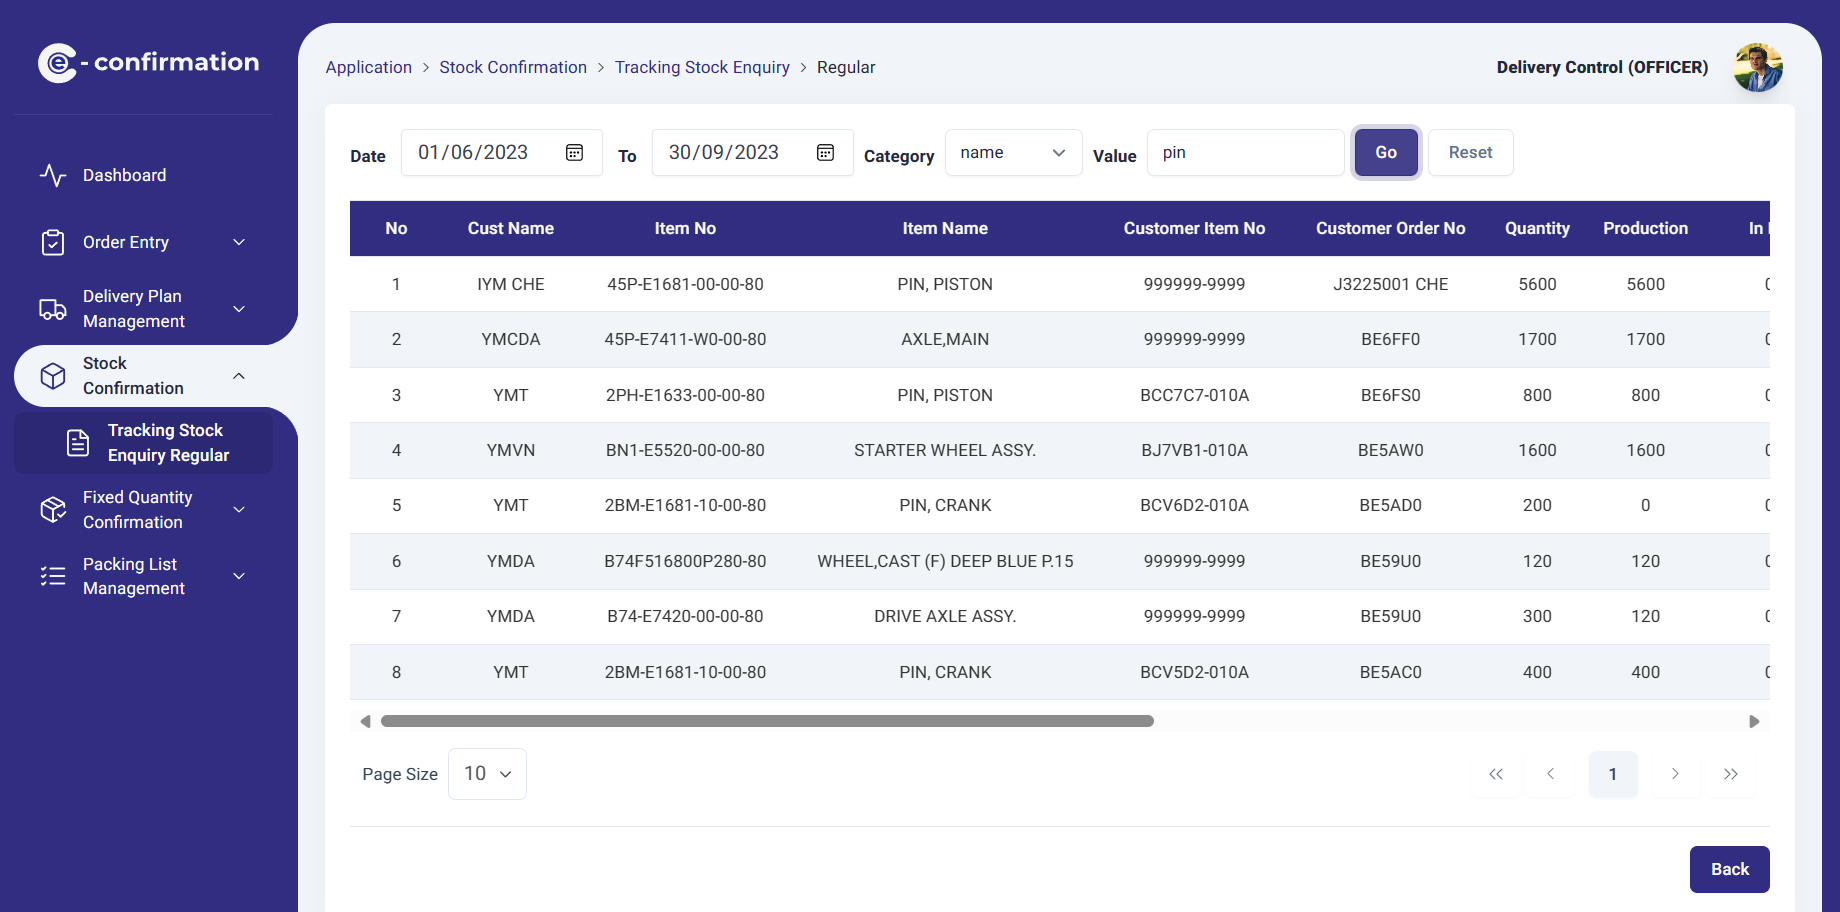 e - confirmation
Application > Stock Confirmation > Tracking Stock Enquiry > Regular
Delivery Control (OFFICER)
Dashboard
Order Entry
Delivery Plan
Management
Stock
Confirmation
Tracking Stock
Enquiry Regular
Fixed Quantity
Confirmation
Packing List
Management
Date 01/06/2023 To 30/09/2023 Category name Value pin Go Reset
No Cust Name Item No Item Name Customer Item No Customer Order No Quantity Production In
1 IYM CHE 45P-E1681-00-00-80 PIN, PISTON 999999-9999 J3225001 CHE 5600 5600
2 YMCDA 45P-E7411-W0-00-80 AXLE,MAIN 999999-9999 BE6FF0 1700 1700
3 YMT 2PH-E1633-00-00-80 PIN, PISTON BCC7C7-010A BE6FS0 800 800
4 YMVN BN1-E5520-00-00-80 STARTER WHEEL ASSY. BJ7VB1-010A BE5AW0 1600 1600
5 YMT 2BM-E1681-10-00-80 PIN, CRANK BCV6D2-010A BE5AD0 200 0
6 YMDA B74F516800P280-80 WHEEL,CAST (F) DEEP BLUE P.15 999999-9999 BE59U0 120 120
7 YMDA B74-E7420-00-00-80 DRIVE AXLE ASSY. 999999-9999 BE59U0 300 120
8 YMT 2BM-E1681-10-00-80 PIN, CRANK BCV5D2-010A BE5AC0 400 400
Page Size 10
<< < 1 > >>
Back